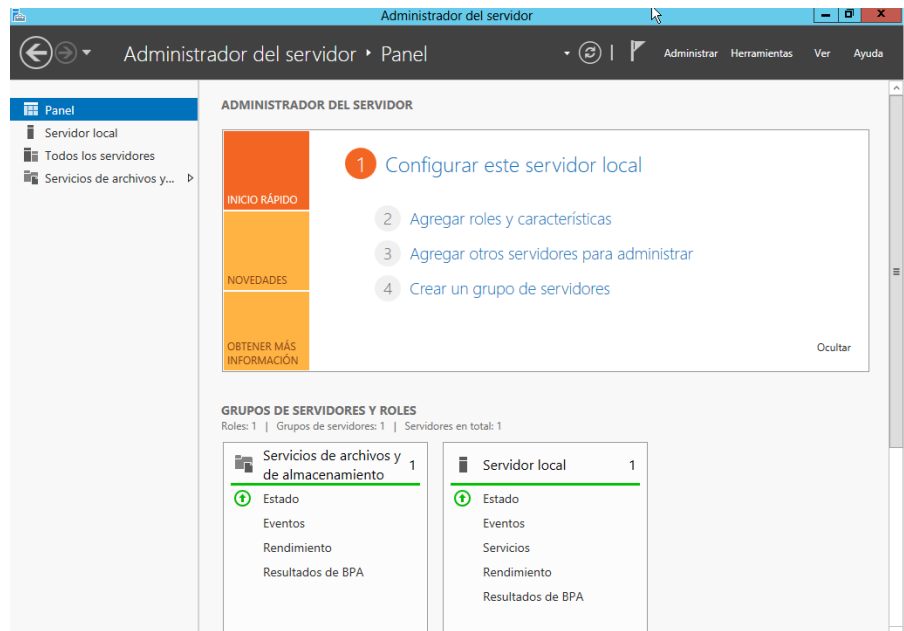 Administrador del servidor
Administrador del servidor ‣ Panel
Administrar Herramientas Ver Ayuda
Panel
Servidor local
Todos los servidores
Servicios de archivos y...
ADMINISTRADOR DEL SERVIDOR
INICIO RÁPIDO
NOVEDADES
OBTENER MÁS
INFORMACIÓN
1 Configurar este servidor local
2 Agregar roles y características
3 Agregar otros servidores para administrar
4 Crear un grupo de servidores
Ocultar
GRUPOS DE SERVIDORES Y ROLES
Roles: 1 | Grupos de servidores: 1 | Servidores en total: 1
Servicios de archivos y
de almacenamiento 1
Estado
Eventos
Rendimiento
Resultados de BPA
Servidor local 1
Estado
Eventos
Servicios
Rendimiento
Resultados de BPA